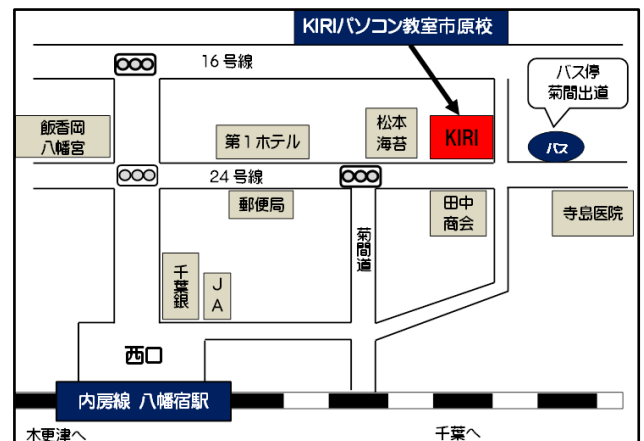 KIRIパソコン教室市原校
16号線
バス停
菊間出道
飯香岡
八幡宮
第1ホテル
松本
海苔
KIRI
バス
24号線
郵便局
菊間道
田中
商会
寺島医院
千葉銀
JA
西口
内房線 八幡宿駅
木更津へ
千葉へ